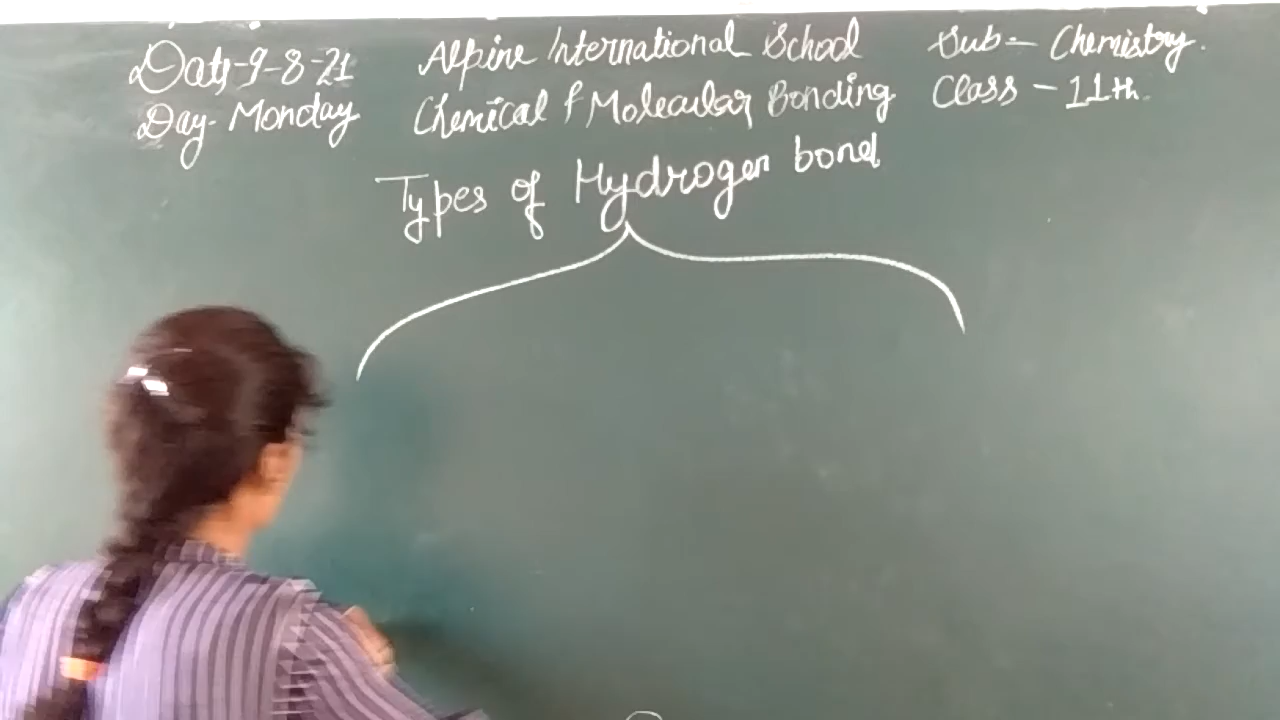 Date-9-8-21 Alpine International School Sub:- Chemistry.
Day- Monday Chemical & Molecular Bonding Class - 11th.
Types of Hydrogen bond